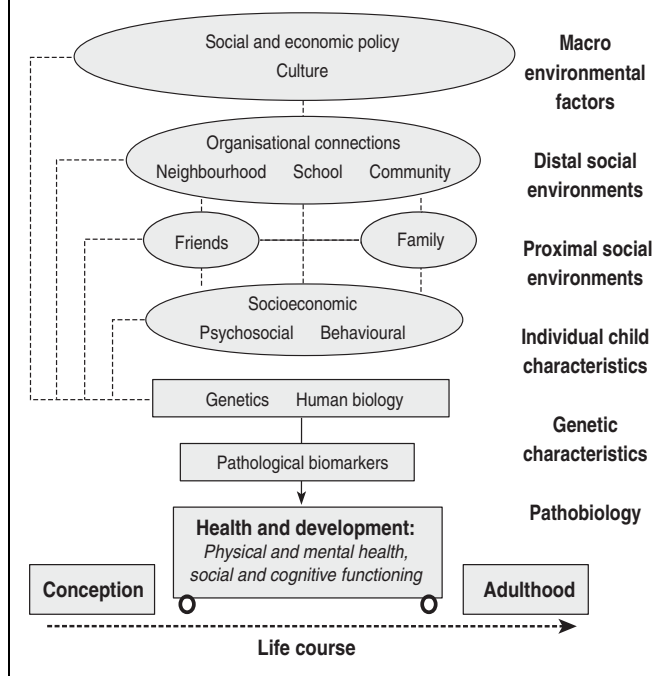 Social and economic policy
Culture
Macro
environmental
factors
Organisational connections
Neighbourhood School Community
Distal social
environments
Friends
Family
Proximal social
environments
Socioeconomic
Psychosocial Behavioural
Individual child
characteristics
Genetics Human biology
Genetic
characteristics
Pathological biomarkers
Pathobiology
Health and development:
Physical and mental health,
social and cognitive functioning
Conception
Adulthood
Life course